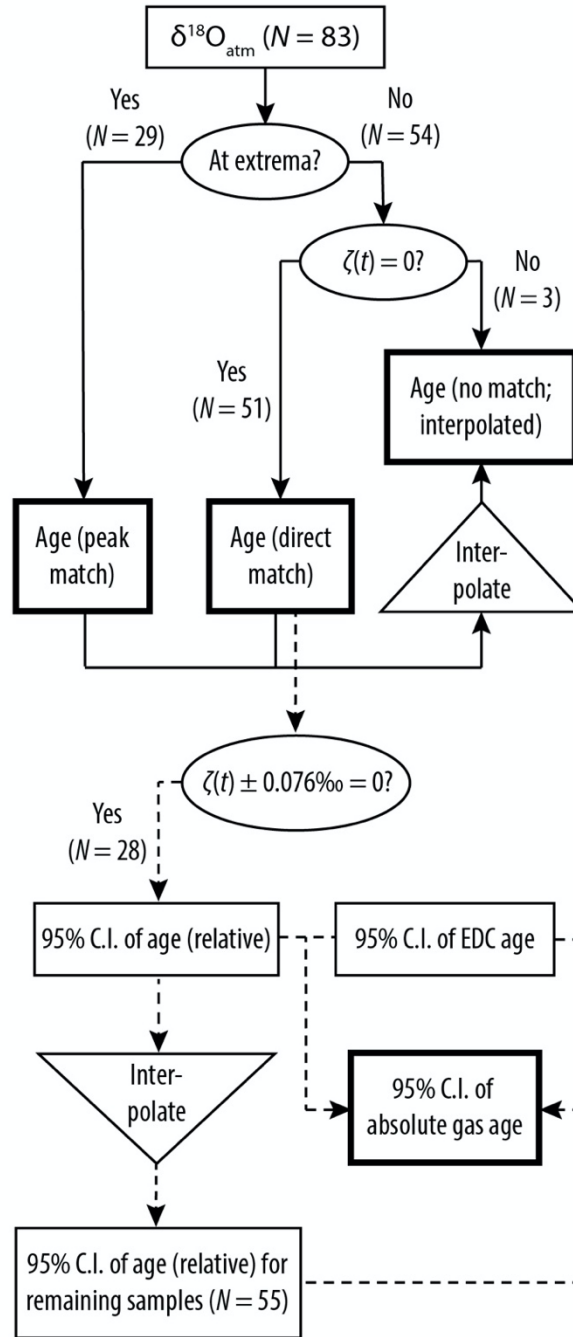 δ¹⁸Oₐₜₘ (N = 83)
Yes
(N = 29)
No
(N = 54)
At extrema?
ζ(t) = 0?
No
(N = 3)
Yes
(N = 51)
Age (no match;
interpolated)
Age (peak
match)
Age (direct
match)
Inter-
polate
ζ(t) ± 0.076‰ = 0?
Yes
(N = 28)
95% C.I. of age (relative)
95% C.I. of EDC age
Inter-
polate
95% C.I. of
absolute gas age
95% C.I. of age (relative) for
remaining samples (N = 55)